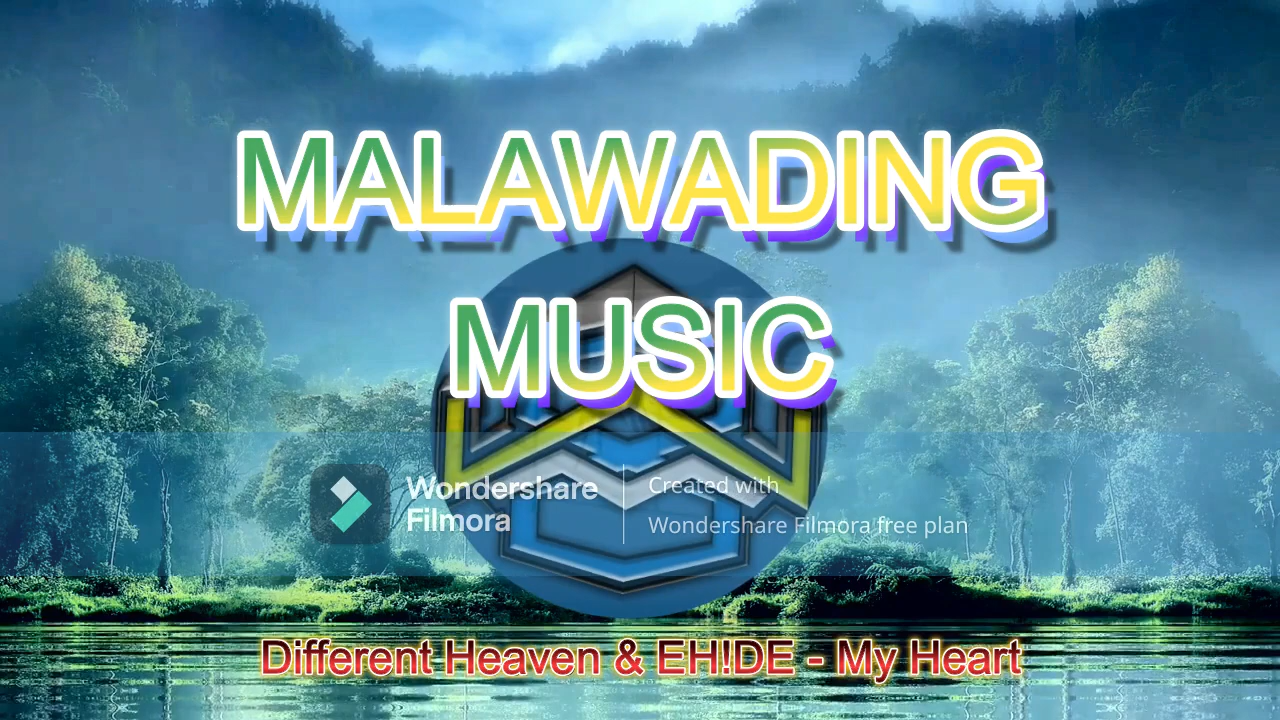 MALAWADING
MUSIC
Wondershare
Filmora
Created with
Wondershare Filmora free plan
Different Heaven & EH!DE - My Heart